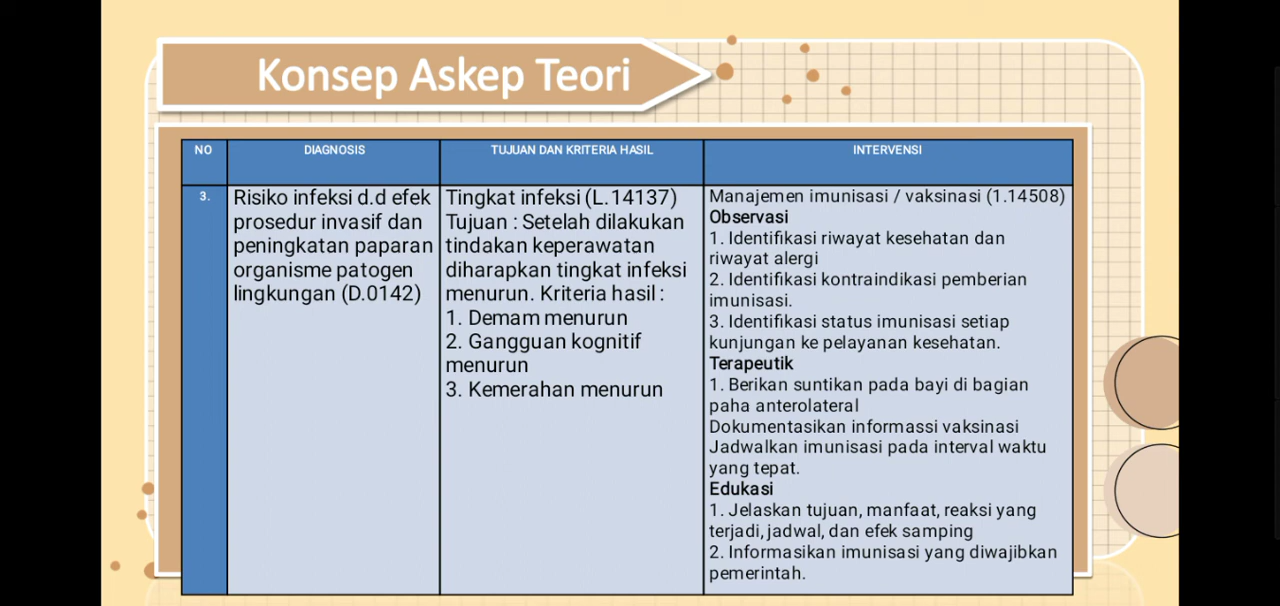 Konsep Askep Teori
NO
DIAGNOSIS
TUJUAN DAN KRITERIA HASIL
INTERVENSI
3.
Risiko infeksi d.d efek
prosedur invasif dan
peningkatan paparan
organisme patogen
lingkungan (D.0142)
Tingkat infeksi (L.14137)
Tujuan : Setelah dilakukan
tindakan keperawatan
diharapkan tingkat infeksi
menurun. Kriteria hasil :
1. Demam menurun
2. Gangguan kognitif
menurun
3. Kemerahan menurun
Manajemen imunisasi / vaksinasi (1.14508)
Observasi
1. Identifikasi riwayat kesehatan dan
riwayat alergi
2. Identifikasi kontraindikasi pemberian
imunisasi.
3. Identifikasi status imunisasi setiap
kunjungan ke pelayanan kesehatan.
Terapeutik
1. Berikan suntikan pada bayi di bagian
paha anterolateral
Dokumentasikan informassi vaksinasi
Jadwalkan imunisasi pada interval waktu
yang tepat.
Edukasi
1. Jelaskan tujuan, manfaat, reaksi yang
terjadi, jadwal, dan efek samping
2. Informasikan imunisasi yang diwajibkan
pemerintah.